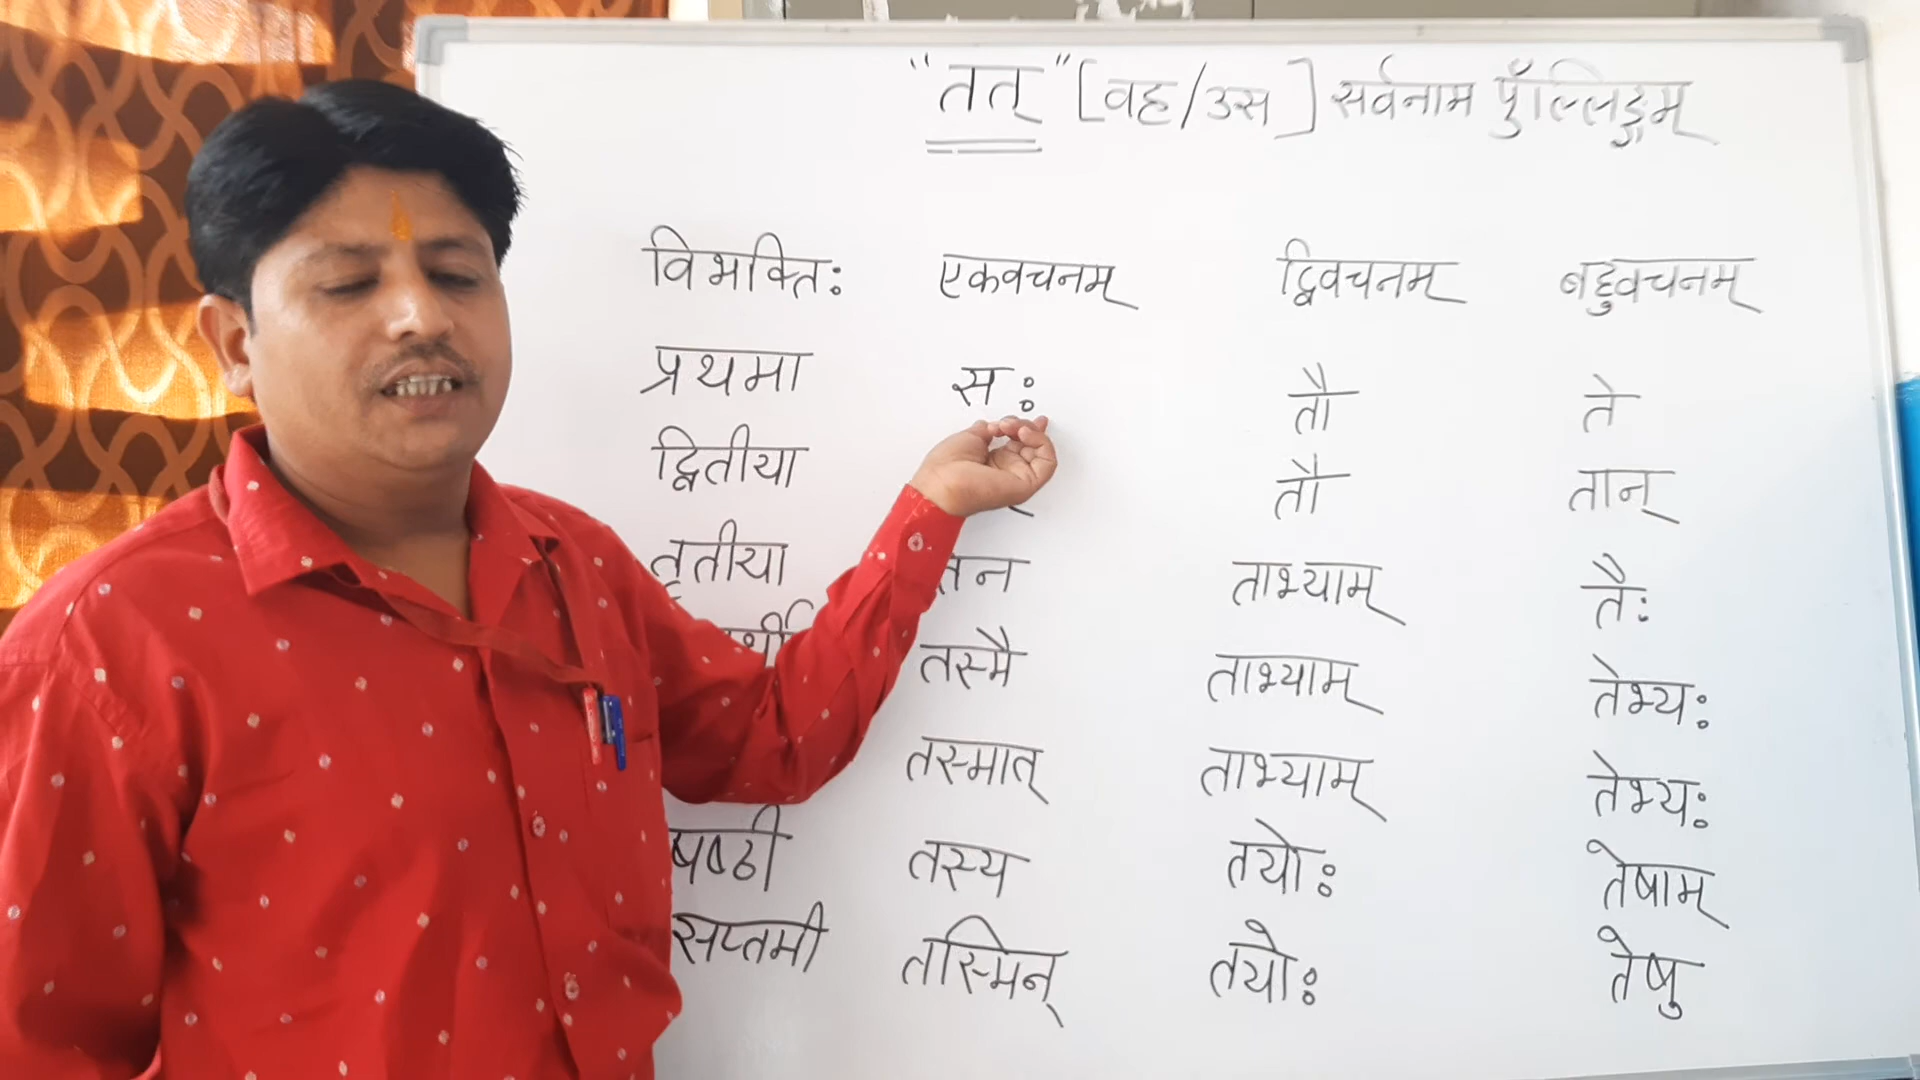 "तत्" [वह/उस] सर्वनाम पुँल्लिङ्गम्
विभक्तिः एकवचनम् द्विवचनम् बहुवचनम्
प्रथमा सः तौ ते
द्वितीया तौ तान्
तृतीया तेन ताभ्याम् तैः
तस्मै ताभ्याम् तेभ्यः
तस्मात् ताभ्याम् तेभ्यः
षष्ठी तस्य तयोः तेषाम्
सप्तमी तस्मिन् तयोः तेषु